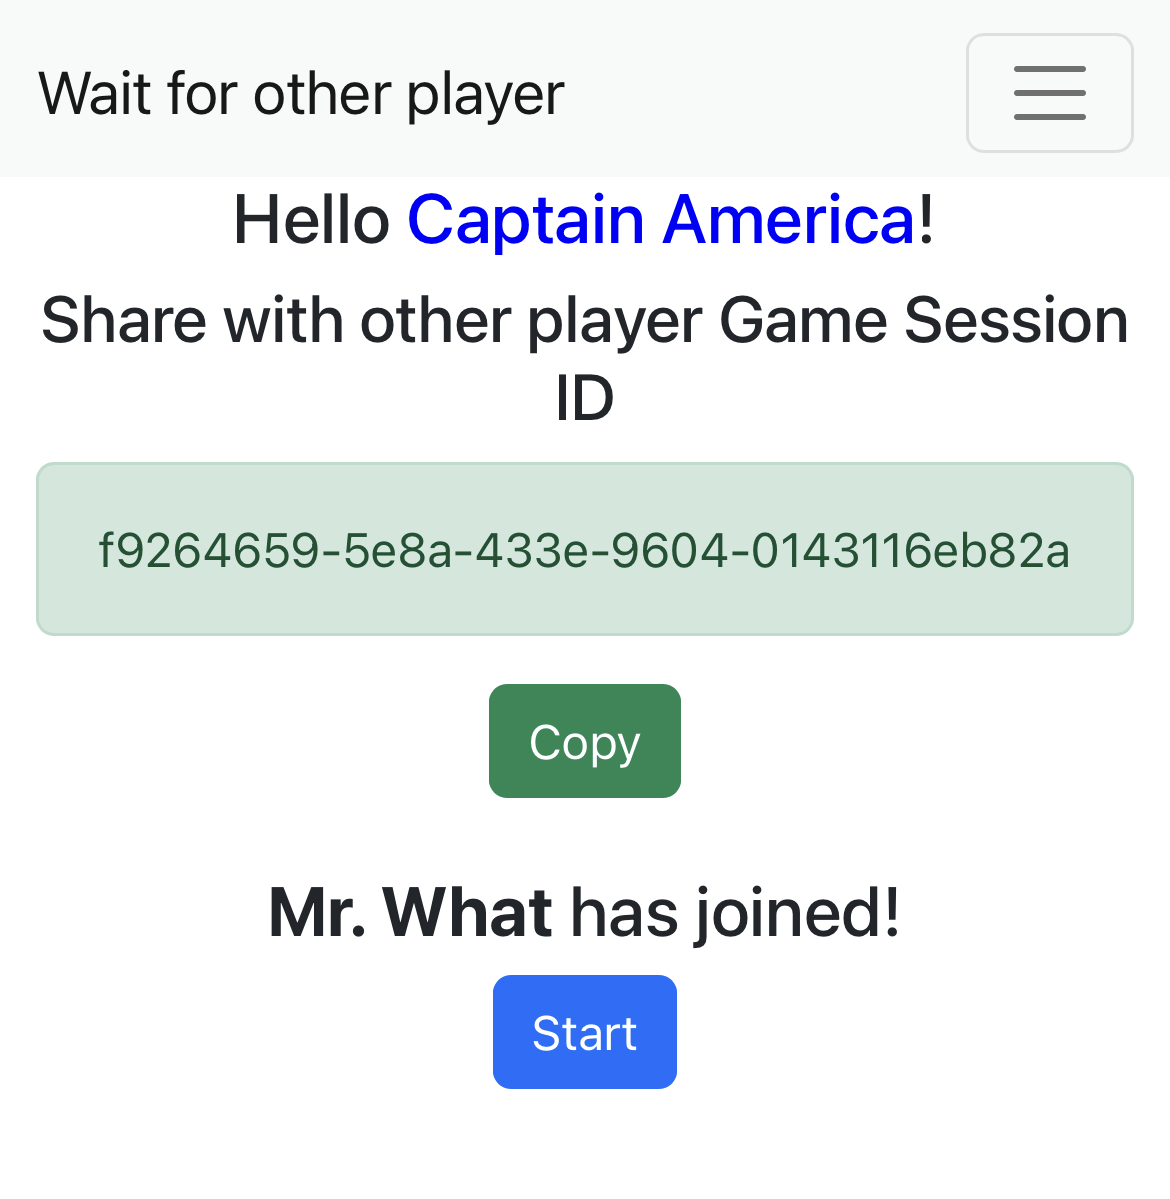 Wait for other player
Hello Captain America!
Share with other player Game Session
ID
f9264659-5e8a-433e-9604-0143116eb82a
Copy
Mr. What has joined!
Start